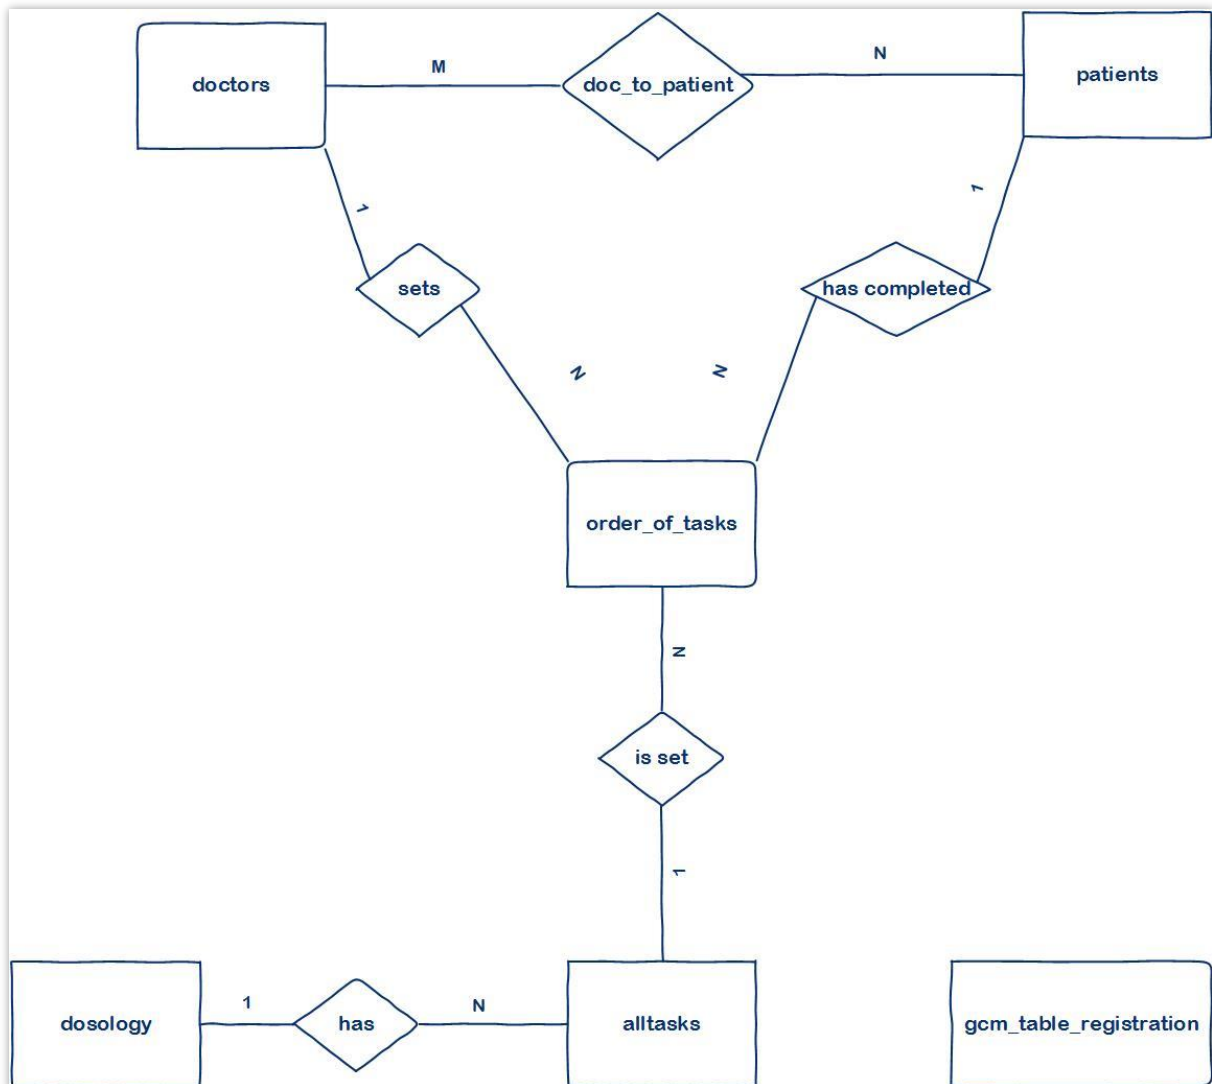 M
N
doctors
doc_to_patient
patients
1
1
sets
has completed
N
N
order_of_tasks
N
is set
1
1
N
dosology
has
alltasks
gcm_table_registration